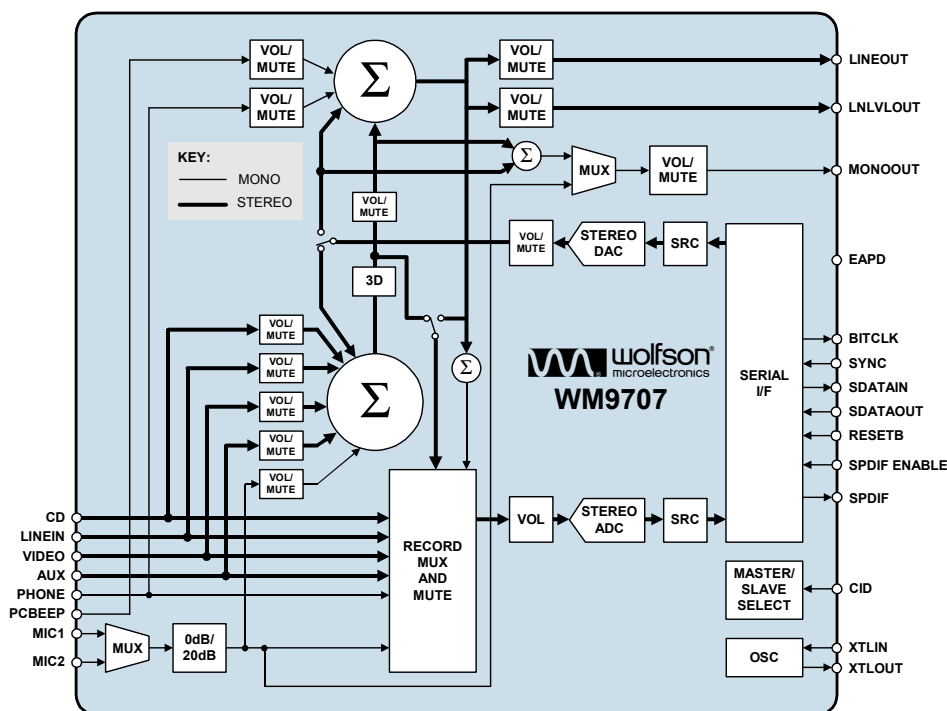 VOL/
MUTE
VOL/
MUTE
Σ
VOL/
MUTE
VOL/
MUTE
LINEOUT
LNLVLOUT
KEY:
MONO
STEREO
Σ
MUX
VOL/
MUTE
MONOOUT
VOL/
MUTE
VOL/
MUTE
STEREO
DAC
SRC
EAPD
3D
VOL/
MUTE
VOL/
MUTE
VOL/
MUTE
VOL/
MUTE
VOL/
MUTE
Σ
Σ
wolfson®
microelectronics
WM9707
SERIAL
I/F
BITCLK
SYNC
SDATAIN
SDATAOUT
RESETB
SPDIF ENABLE
SPDIF
CD
LINEIN
VIDEO
AUX
PHONE
PCBEEP
MIC1
MIC2
MUX
0dB/
20dB
RECORD
MUX
AND
MUTE
VOL
STEREO
ADC
SRC
MASTER/
SLAVE
SELECT
CID
OSC
XTLIN
XTLOUT